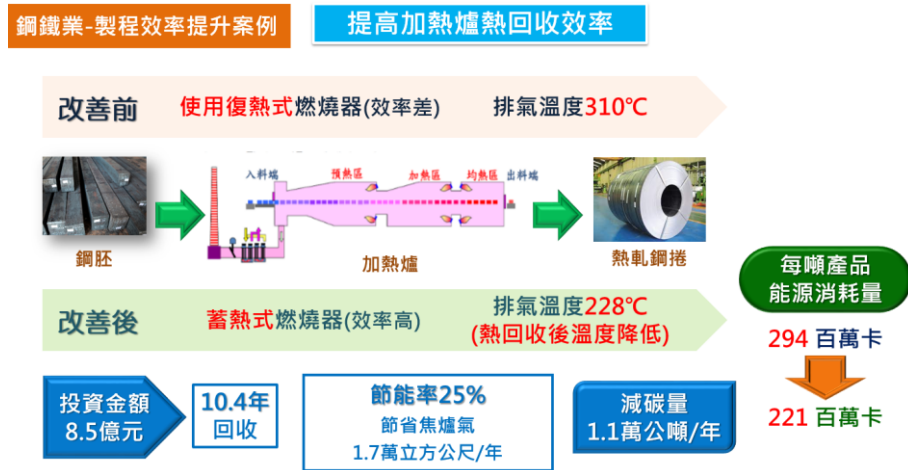 鋼鐵業-製程效率提升案例
提高加熱爐熱回收效率
改善前
使用復熱式燃燒器(效率差)
排氣溫度310℃
入料端
預熱區
加熱區
均熱區
出料端
鋼胚
加熱爐
熱軋鋼捲
改善後
蓄熱式燃燒器(效率高)
排氣溫度228℃
(熱回收後溫度降低)
每噸產品
能源消耗量
294 百萬卡
221 百萬卡
投資金額
8.5億元
10.4年
回收
節能率25%
節省焦爐氣
1.7萬立方公尺/年
減碳量
1.1萬公噸/年